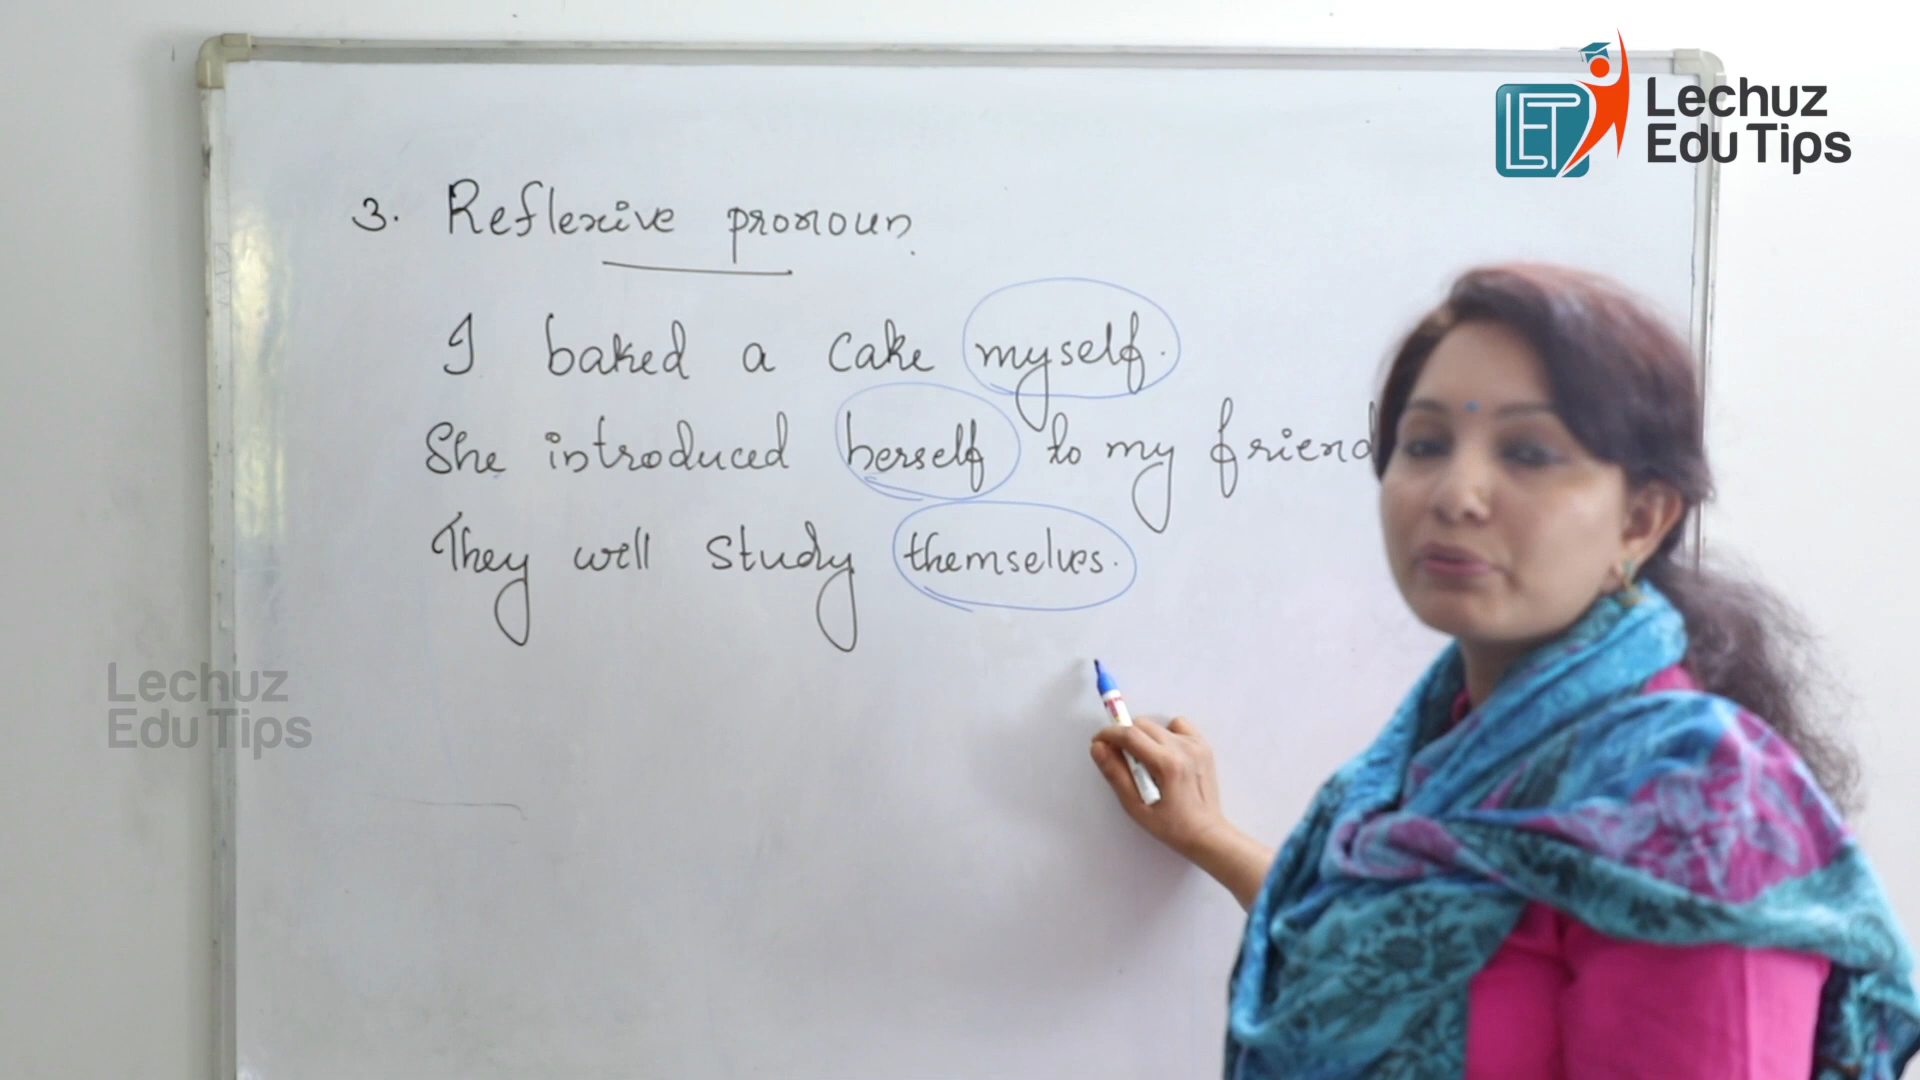 Lechuz
Edu Tips
3. Reflexive pronoun.
I baked a cake myself.
She introduced herself to my friend
They will study themselves.
Lechuz
Edu Tips